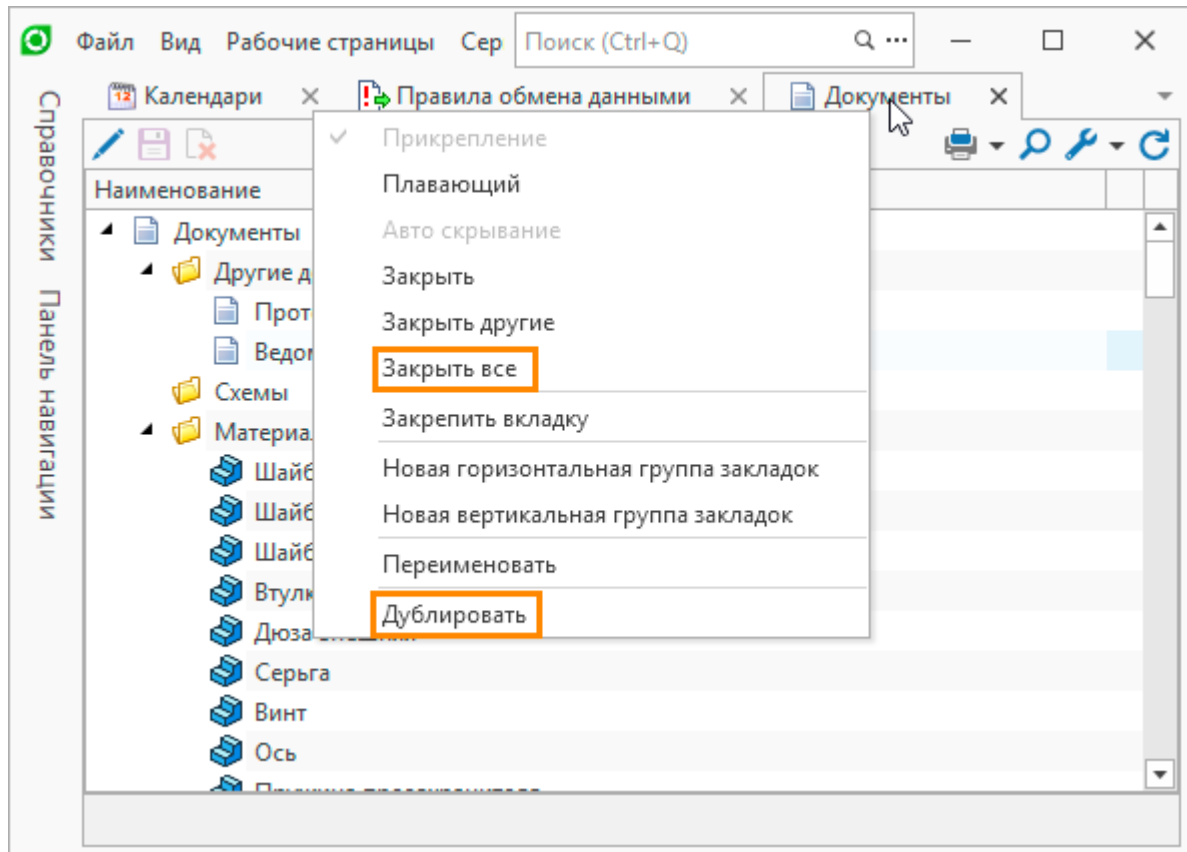 Файл Вид Рабочие страницы Сер Поиск (Ctrl+Q)
Календари Правила обмена данными Документы
Справочники
Панель навигации
Наименование
Документы
Другие д
Прот
Ведо
Схемы
Материа
Шайб
Шайб
Шайб
Втулк
Дюза
Серьга
Винт
Ось
Прикрепление
Плавающий
Авто скрывание
Закрыть
Закрыть другие
Закрыть все
Закрепить вкладку
Новая горизонтальная группа закладок
Новая вертикальная группа закладок
Переименовать
Дублировать